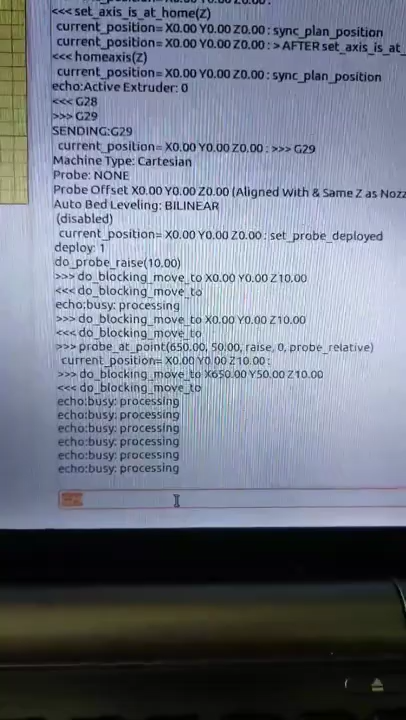 <<< set_axis_is_at_home(Z)
current_position= X0.00 Y0.00 Z0.00 : sync_plan_position
current_position= X0.00 Y0.00 Z0.00 : > AFTER set_axis_is_at_
<<< homeaxis(Z)
current_position= X0.00 Y0.00 Z0.00 : sync_plan_position
echo:Active Extruder: 0
<<< G28
>>> G29
SENDING:G29
current_position= X0.00 Y0.00 Z0.00 : >>> G29
Machine Type: Cartesian
Probe: NONE
Probe Offset X0.00 Y0.00 Z0.00 (Aligned With & Same Z as Nozz
Auto Bed Leveling: BILINEAR
(disabled)
current_position= X0.00 Y0.00 Z0.00 : set_probe_deployed
deploy: 1
do_probe_raise(10.00)
>>> do_blocking_move_to X0.00 Y0.00 Z10.00
<<< do_blocking_move_to
echo:busy: processing
>>> do_blocking_move_to X0.00 Y0.00 Z10.00
<<< do_blocking_move_to
>>> probe_at_point(650.00, 50.00, raise, 0, probe_relative)
current_position= X0.00 Y0.00 Z10.00 :
>>> do_blocking_move_to X650.00 Y50.00 Z10.00
<<< do_blocking_move_to
echo:busy: processing
echo:busy: processing
echo:busy: processing
echo:busy: processing
echo:busy: processing
echo:busy: processing